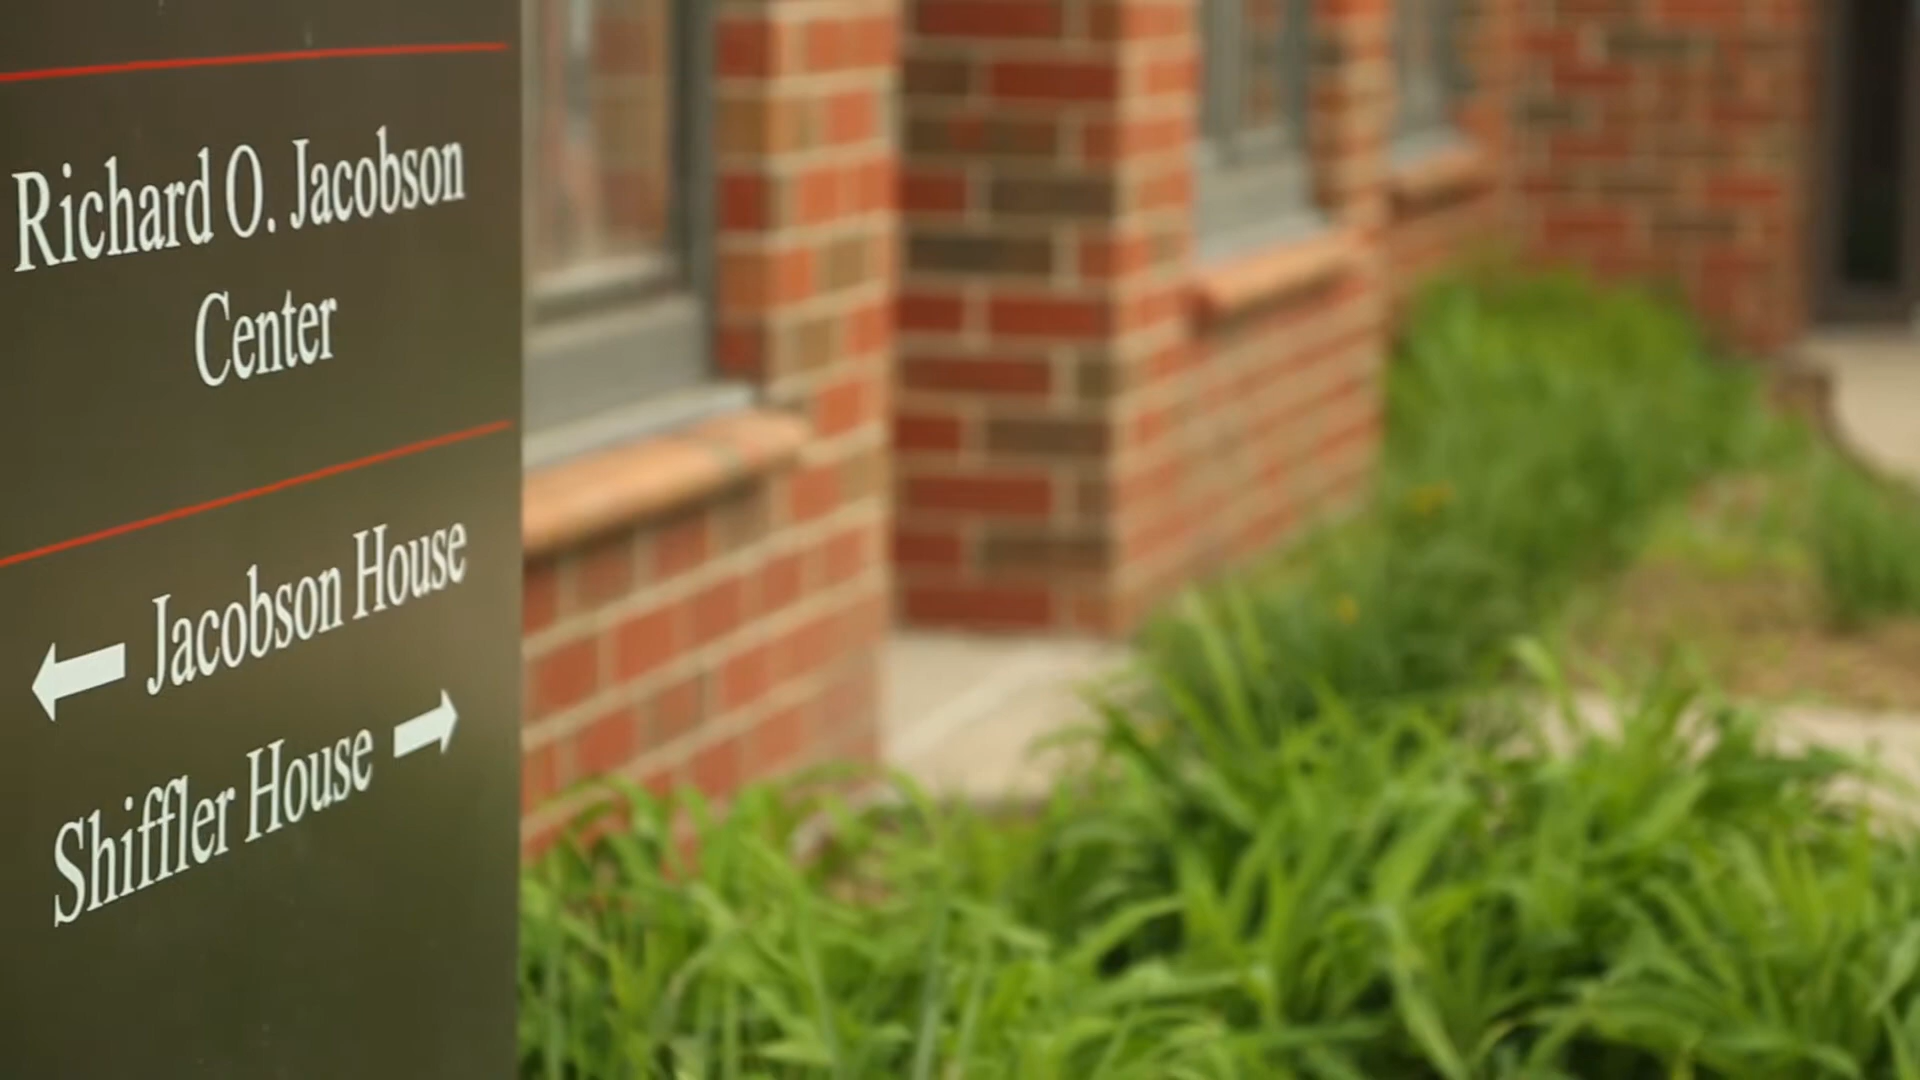 Richard O. Jacobson
Center
← Jacobson House
Shiffler House →